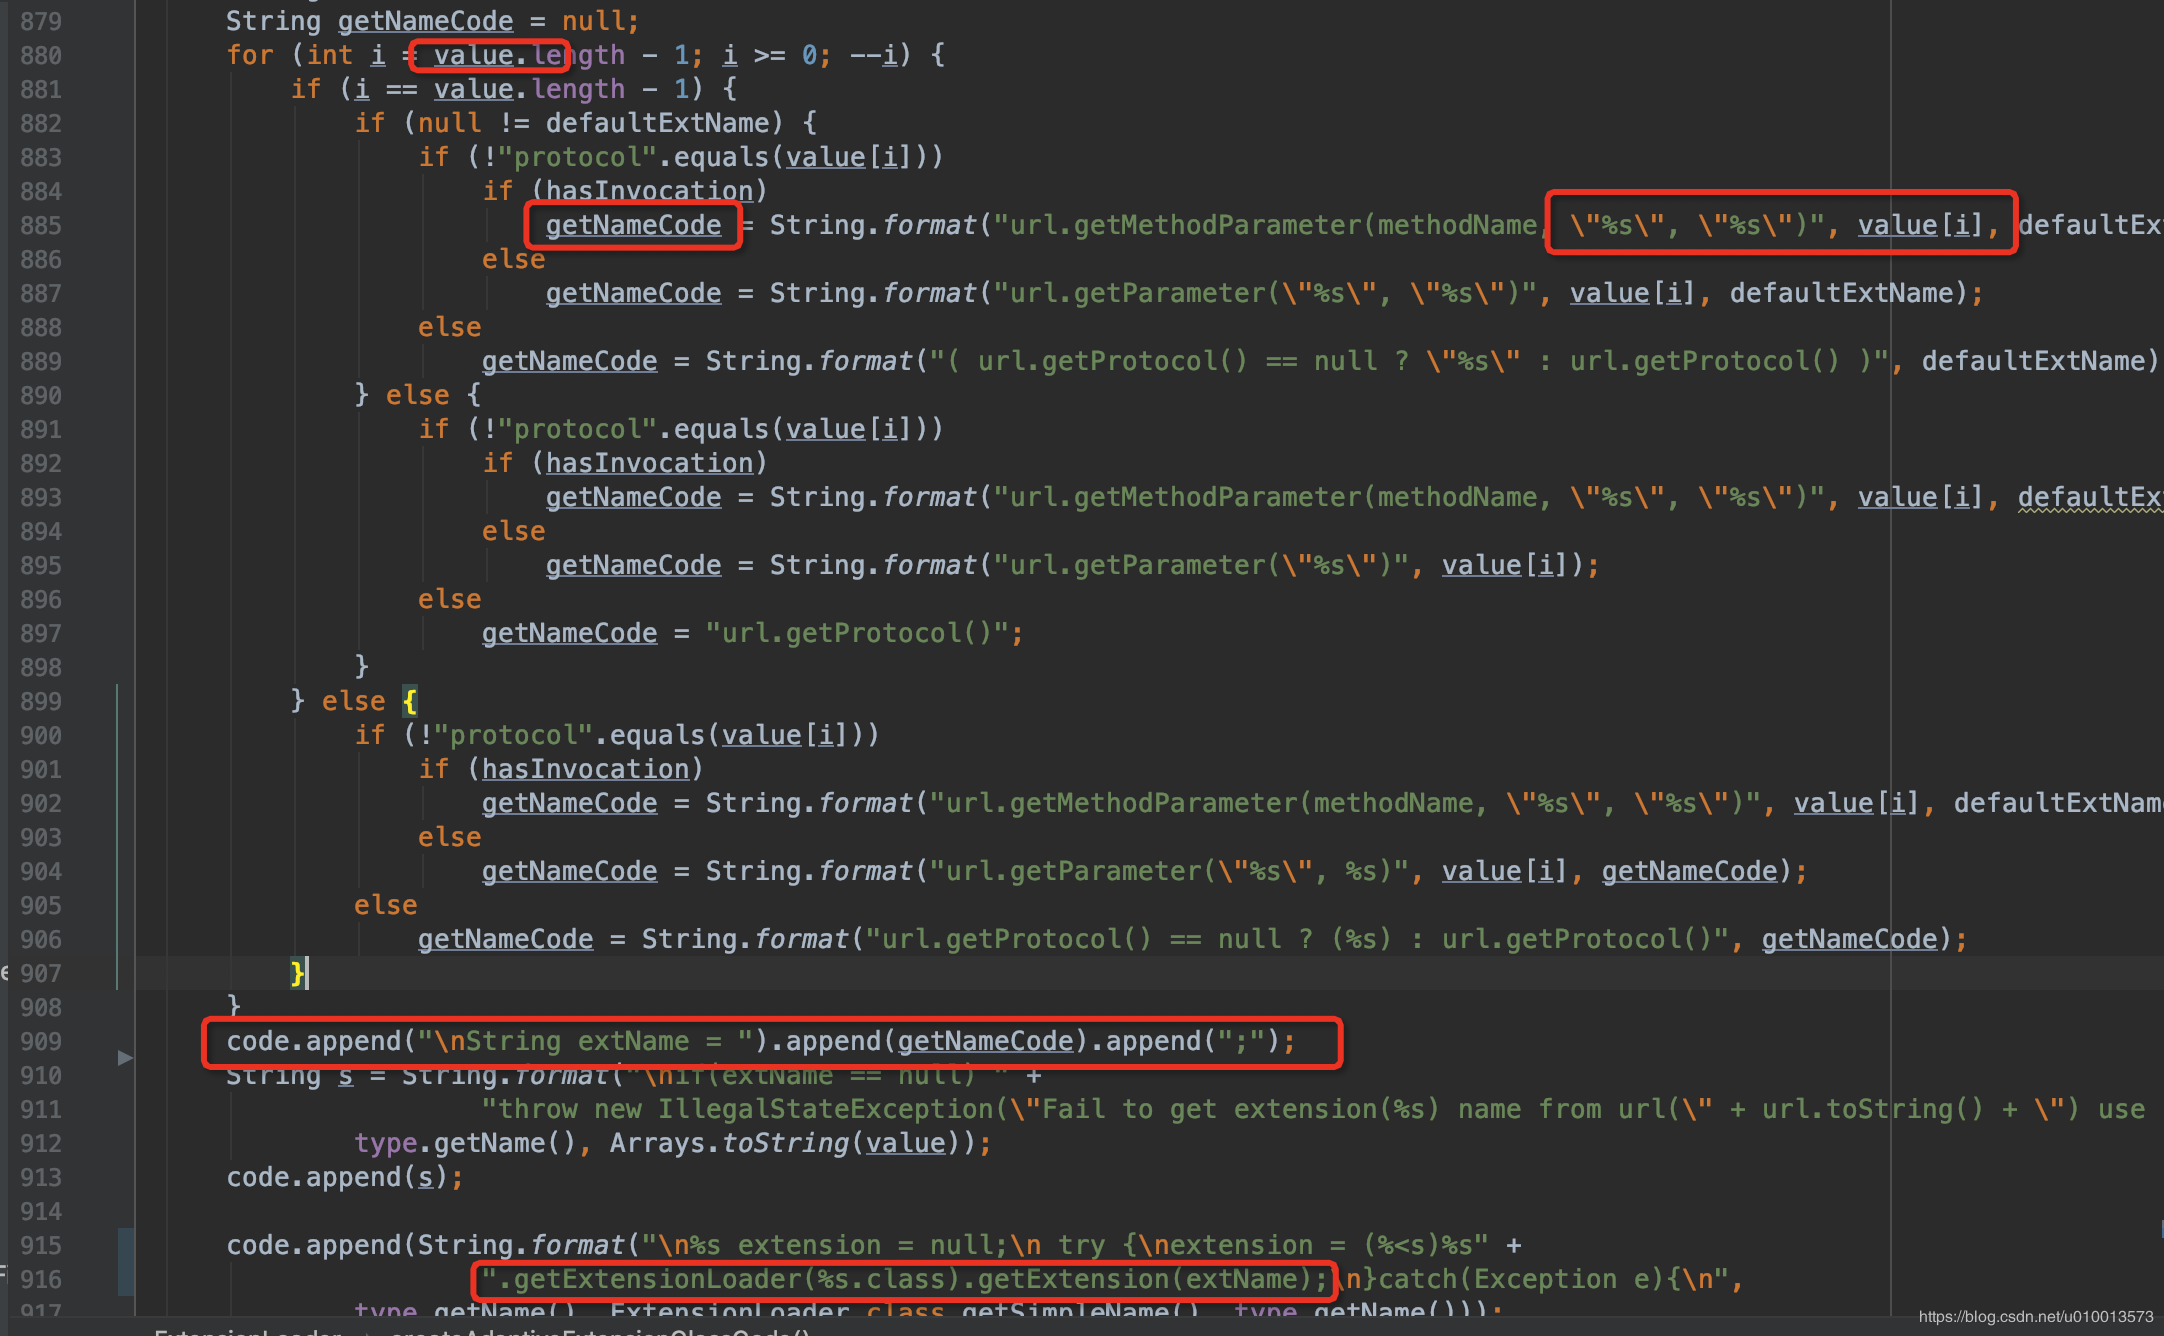 879 String getNameCode = null;
880 for (int i = value.length - 1; i >= 0; --i) {
881 if (i == value.length - 1) {
882 if (null != defaultExtName) {
883 if (!"protocol".equals(value[i]))
884 if (hasInvocation)
885 getNameCode = String.format("url.getMethodParameter(methodName, \"%s\", \"%s\")", value[i], defaultEx
886 else
887 getNameCode = String.format("url.getParameter(\"%s\", \"%s\")", value[i], defaultExtName);
888 else
889 getNameCode = String.format("( url.getProtocol() == null ? \"%s\" : url.getProtocol() )", defaultExtName)
890 } else {
891 if (!"protocol".equals(value[i]))
892 if (hasInvocation)
893 getNameCode = String.format("url.getMethodParameter(methodName, \"%s\", \"%s\")", value[i], defaultEx
894 else
895 getNameCode = String.format("url.getParameter(\"%s\")", value[i]);
896 else
897 getNameCode = "url.getProtocol()";
898 }
899 } else {
900 if (!"protocol".equals(value[i]))
901 if (hasInvocation)
902 getNameCode = String.format("url.getMethodParameter(methodName, \"%s\", \"%s\")", value[i], defaultExtNam
903 else
904 getNameCode = String.format("url.getParameter(\"%s\", %s)", value[i], getNameCode);
905 else
906 getNameCode = String.format("url.getProtocol() == null ? (%s) : url.getProtocol()", getNameCode);
907 }
908 }
909 code.append("\nString extName = ").append(getNameCode).append(";");
910 String s = String.format("\nif(extName == null) " +
911 "throw new IllegalStateException(\"Fail to get extension(%s) name from url(\" + url.toString() + \") use
912 type.getName(), Arrays.toString(value));
913 code.append(s);
914
915 code.append(String.format("\n%s extension = null;\n try {\nextension = (%<s)%s" +
916 ".getExtensionLoader(%s.class).getExtension(extName);\n}catch(Exception e){\n",
917 type.getName(), ExtensionLoader.class.getSimpleName(), type.getName()));
ExtensionLoader › createAdaptiveExtensionClassCode()
https://blog.csdn.net/u010013573